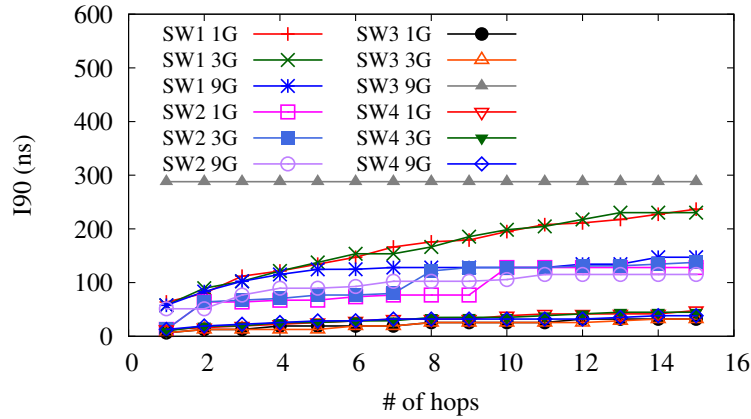 600
500
400
300
200
100
0
I90 (ns)
SW1 1G
SW1 3G
SW1 9G
SW2 1G
SW2 3G
SW2 9G
SW3 1G
SW3 3G
SW3 9G
SW4 1G
SW4 3G
SW4 9G
0 2 4 6 8 10 12 14 16
# of hops